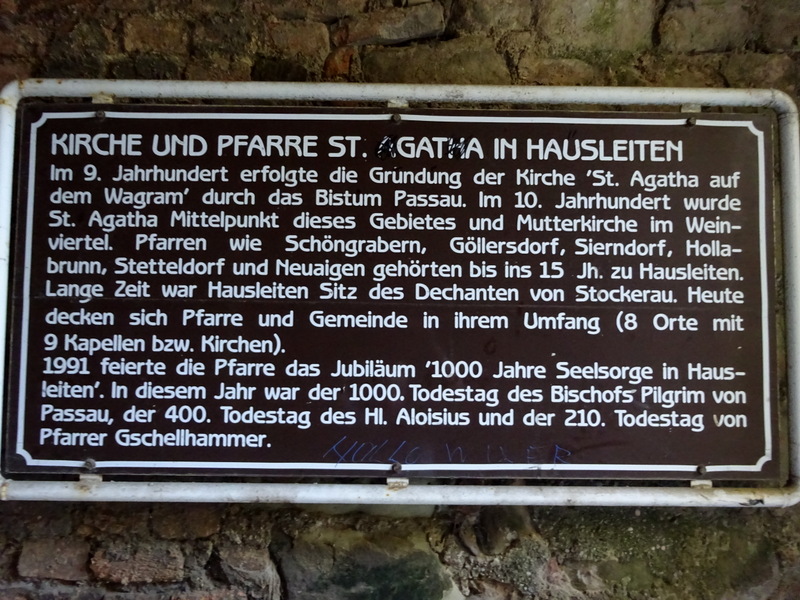 KIRCHE UND PFARRE ST. AGATHA IN HAUSLEITEN
Im 9. Jahrhundert erfolgte die Gründung der Kirche 'St. Agatha auf
dem Wagram' durch das Bistum Passau. Im 10. Jahrhundert wurde
St. Agatha Mittelpunkt dieses Gebietes und Mutterkirche im Wein-
viertel. Pfarren wie Schöngrabern, Göllersdorf, Sierndorf, Holla-
brunn, Stetteldorf und Neuaigen gehörten bis ins 15 Jh. zu Hausleiten.
Lange Zeit war Hausleiten Sitz des Dechanten von Stockerau. Heute
decken sich Pfarre und Gemeinde in ihrem Umfang (8 Orte mit
9 Kapellen bzw. Kirchen).
1991 feierte die Pfarre das Jubiläum '1000 Jahre Seelsorge in Haus-
leiten'. In diesem Jahr war der 1000. Todestag des Bischofs Pilgrim von
Passau, der 400. Todestag des Hl. Aloisius und der 210. Todestag von
Pfarrer Gschellhammer.